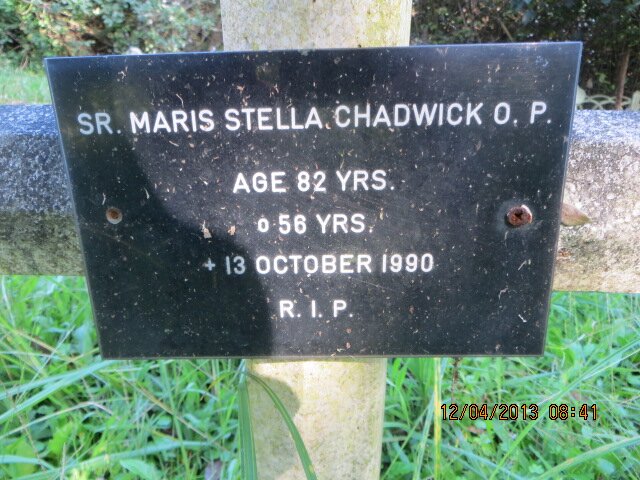 SR. MARIS STELLA CHADWICK O. P.
AGE 82 YRS.
o 56 YRS.
+ 13 OCTOBER 1990
R. I. P.
12/04/2013 08:41